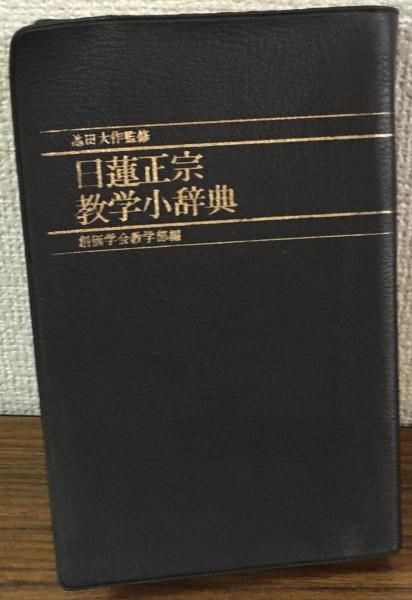 池田大作監修
日蓮正宗
教学小辞典
創価学会教学部編